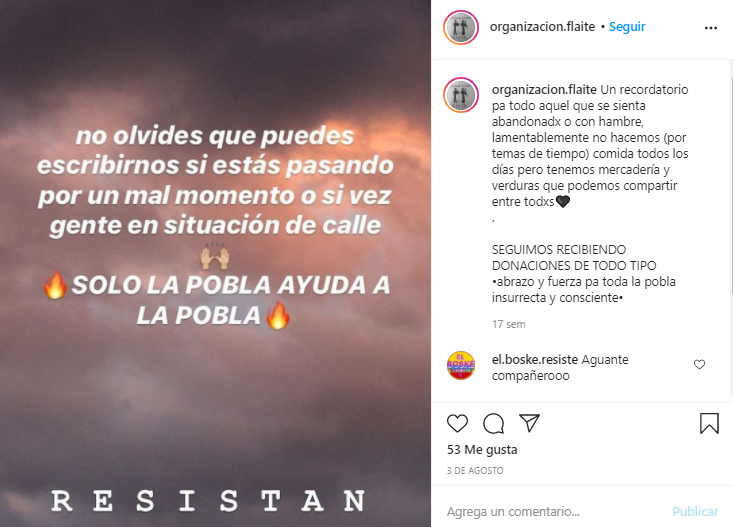 no olvides que puedes
escribirnos si estás pasando
por un mal momento o si vez
gente en situación de calle
🙌🏼
🔥SOLO LA POBLA AYUDA A
LA POBLA🔥
RESISTAN
organizacion.flaite • Seguir
organizacion.flaite Un recordatorio
pa todo aquel que se sienta
abandonadx o con hambre,
lamentablemente no hacemos (por
temas de tiempo) comida todos los
días pero tenemos mercadería y
verduras que podemos compartir
entre todxs🖤
.
SEGUIMOS RECIBIENDO
DONACIONES DE TODO TIPO
•abrazo y fuerza pa toda la pobla
insurrecta y consciente•
17 sem
EL BOSKE
el.boske.resiste Aguante
compañerooo
53 Me gusta
3 DE AGOSTO
Agrega un comentario...
Publicar